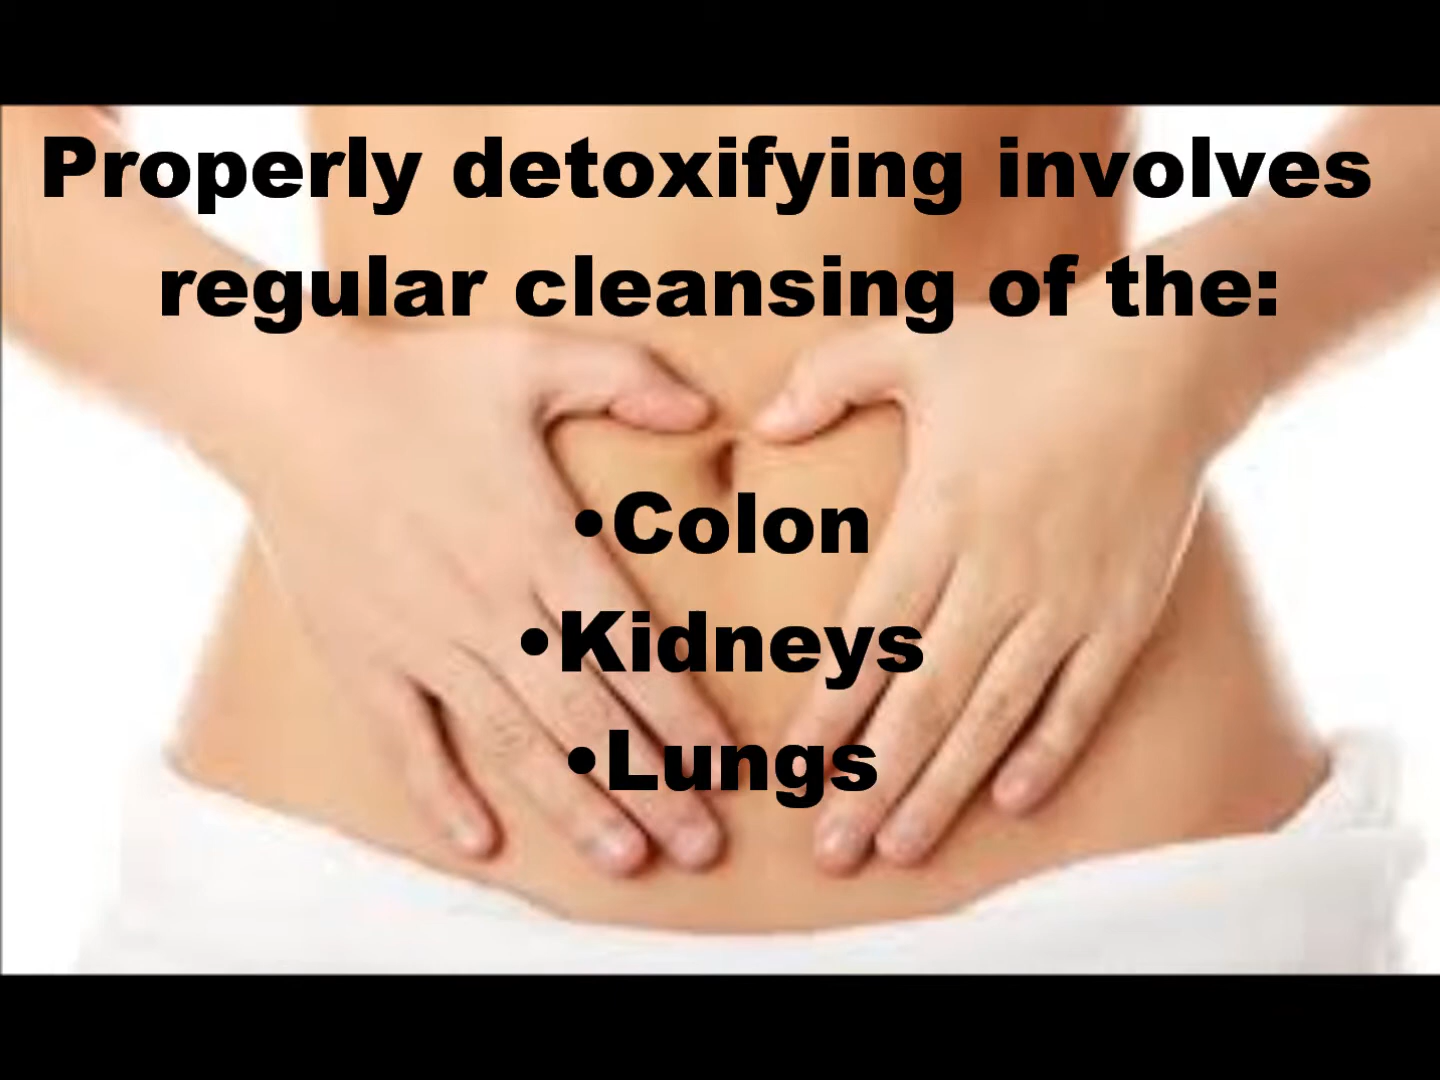 Properly detoxifying involves
regular cleansing of the:
•Colon
•Kidneys
•Lungs